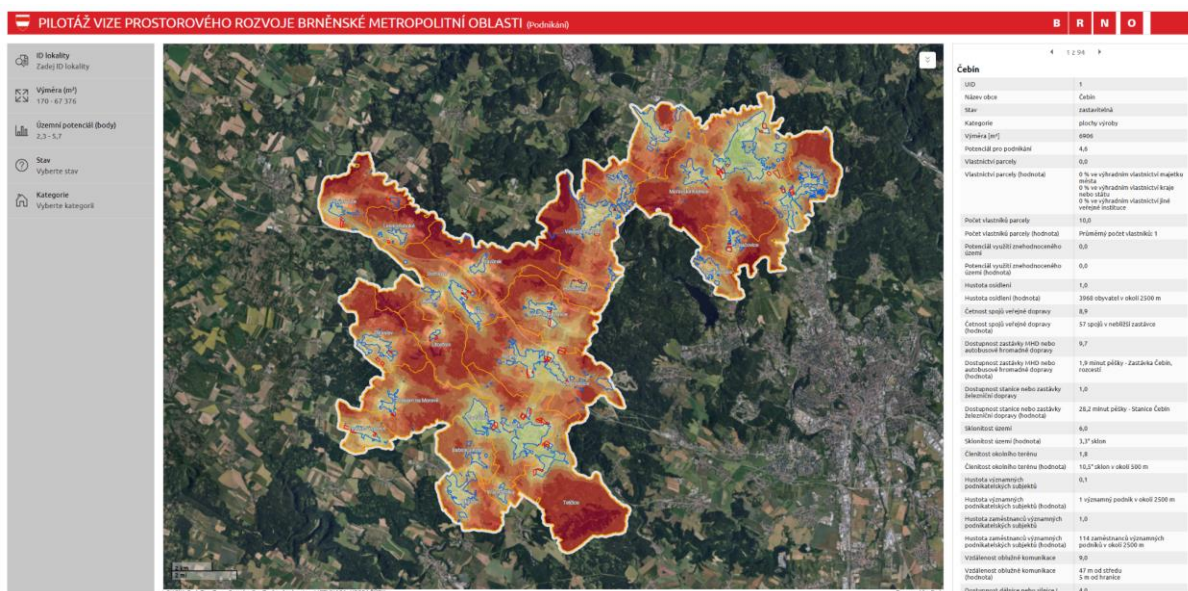 PILOTÁŽ VIZE PROSTOROVÉHO ROZVOJE BRNĚNSKÉ METROPOLITNÍ OBLASTI (Podnikání)
B R N O
ID lokality
Zadej ID lokality
Výměra (m²)
170 - 67 376
Územní potenciál (body)
2,3 - 5,7
Stav
Vyberte stav
Kategorie
Vyberte kategorii
Tetčice
1 z 94
Čebín
UID 1
Název obce Čebín
Stav zastavitelná
Kategorie plochy výroby
Výměra [m²] 6906
Potenciál pro podnikání 4,6
Vlastnictví parcely 0,0
Vlastnictví parcely (hodnota) 0 % ve výhradním vlastnictví majetku
města
0 % ve výhradním vlastnictví kraje
nebo státu
0 % ve výhradním vlastnictví jiné
veřejné instituce
Počet vlastníků parcely 10,0
Počet vlastníků parcely (hodnota) Průměrný počet vlastníků: 1
Potenciál využití znehodnoceného
území 0,0
Potenciál využití znehodnoceného
území (hodnota) 0,0
Hustota osídlení 1,0
Hustota osídlení (hodnota) 3960 obyvatel v okolí 2500 m
Četnost spojů veřejné dopravy 8,9
Četnost spojů veřejné dopravy
(hodnota) 57 spojů v nebližší zastávce
Dostupnost zastávky MHD nebo
autobusové hromadné dopravy 9,7
Dostupnost zastávky MHD nebo
autobusové hromadné dopravy
(hodnota) 1,9 minut pěšky - Zastávka Čebín,
rozcestí
Dostupnost stanice nebo zastávky
železniční dopravy 1,0
Dostupnost stanice nebo zastávky
železniční dopravy (hodnota) 28,2 minut pěšky - Stanice Čebín
Sklonitost území 6,0
Sklonitost území (hodnota) 3,3° sklon
Členitost okolního terénu 1,8
Členitost okolního terénu (hodnota) 10,5° sklon v okolí 500 m
Hustota významných
podnikatelských subjektů 0,1
Hustota významných
podnikatelských subjektů (hodnota) 1 významný podnik v okolí 2500 m
Hustota zaměstnanců významných
podnikatelských subjektů 1,0
Hustota zaměstnanců významných
podnikatelských subjektů (hodnota) 114 zaměstnanců významných
podniků v okolí 2500 m
Vzdálenost oblužné komunikace 9,0
Vzdálenost oblužné komunikace
(hodnota) 47 m od středu
5 m od hranice